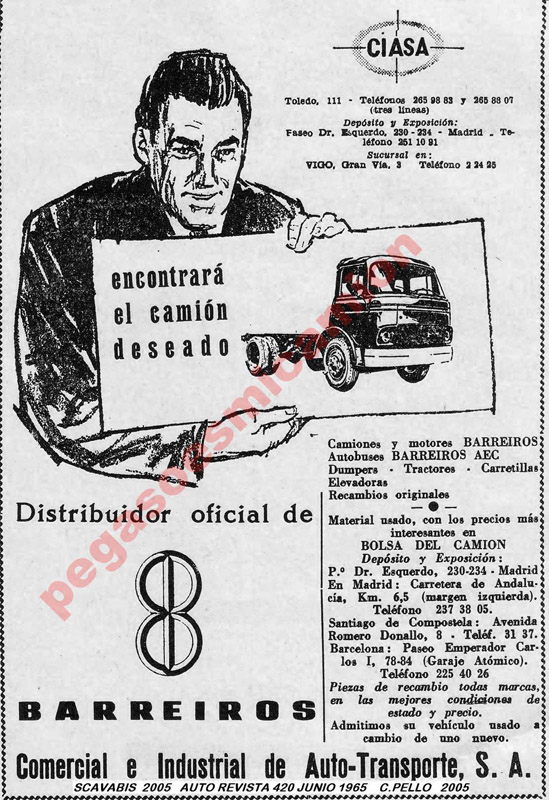 CIASA
Toledo, 111 - Teléfonos 265 98 83 y 265 88 07
(tres líneas)
Depósito y Exposición:
Paseo Dr. Esquerdo, 230-234 - Madrid - Te-
léfono 251 10 91
Sucursal en:
VIGO, Gran Vía, 3 Teléfono 2 24 25
encontrará
el camión
deseado
Camiones y motores BARREIROS
Autobuses BARREIROS AEC
Dumpers - Tractores - Carretillas
Elevadoras
Recambios originales
Material usado, con los precios más
interesantes en
BOLSA DEL CAMION
Depósito y Exposición:
P.º Dr. Esquerdo, 230-234 - Madrid
En Madrid: Carretera de Andalu-
cía, Km. 6,5 (margen izquierda).
Teléfono 237 38 05.
Santiago de Compostela: Avenida
Romero Donallo, 8 - Teléf. 31 37.
Barcelona: Paseo Emperador Car-
los I, 78-84 (Garaje Atómico).
Teléfono 225 40 26
Piezas de recambio todas marcas,
en las mejores condiciones de
estado y precio.
Admitimos su vehículo usado a
cambio de uno nuevo.
Distribuidor oficial de
BARREIROS
Comercial e Industrial de Auto-Transporte, S. A.
SCAVABIS 2005 AUTO REVISTA 420 JUNIO 1965 C.PELLO 2005
pegasoesmicamion